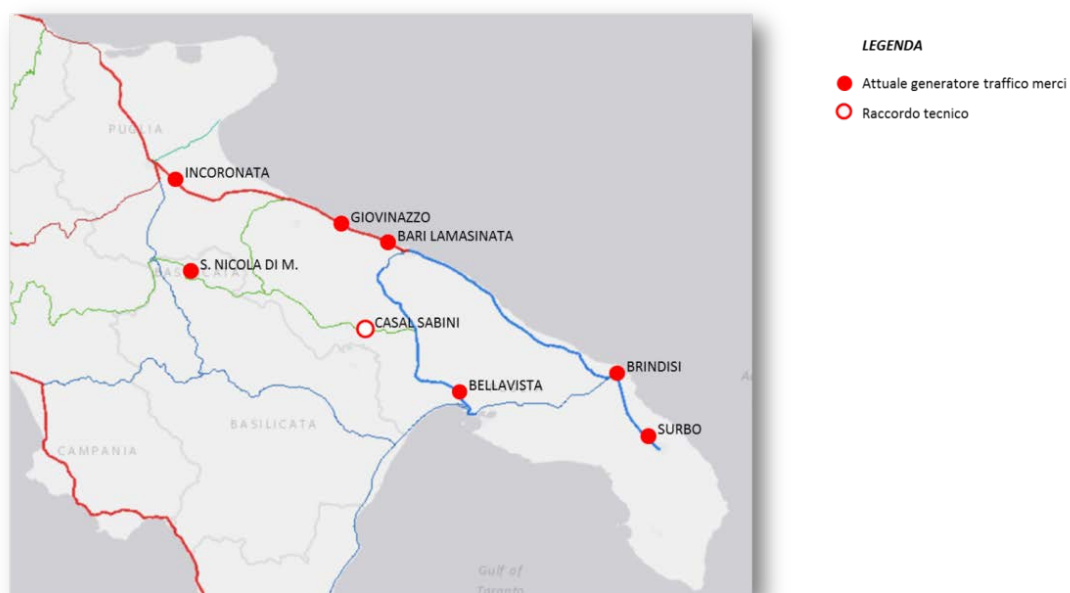 LEGENDA
Attuale generatore traffico merci
Raccordo tecnico
PUGLIA
INCORONATA
GIOVINAZZO
BARI LAMASINATA
S. NICOLA DI M.
BASILICATA
CASAL SABINI
BRINDISI
BELLAVISTA
BASILICATA
SURBO
CAMPANIA
Gulf of
Taranto